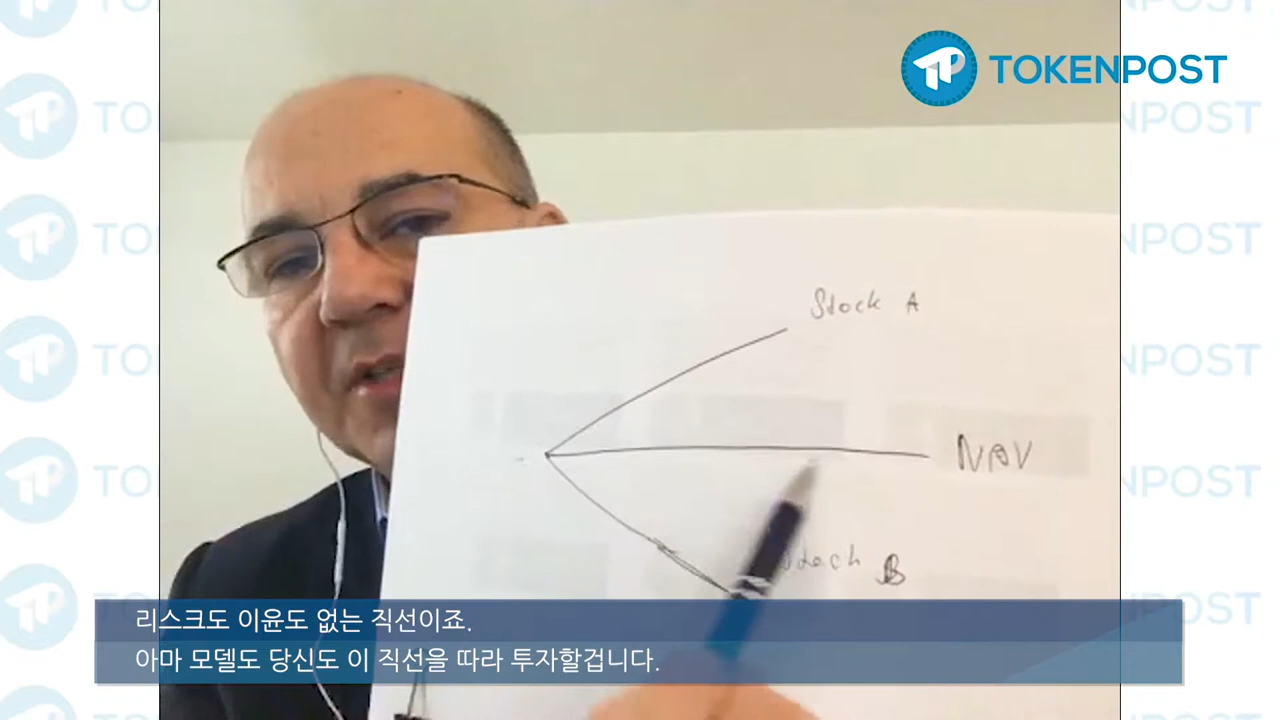 TOKENPOST
Stock A
NAV
Stock B
리스크도 이윤도 없는 직선이죠.
아마 모델도 당신도 이 직선을 따라 투자할겁니다.